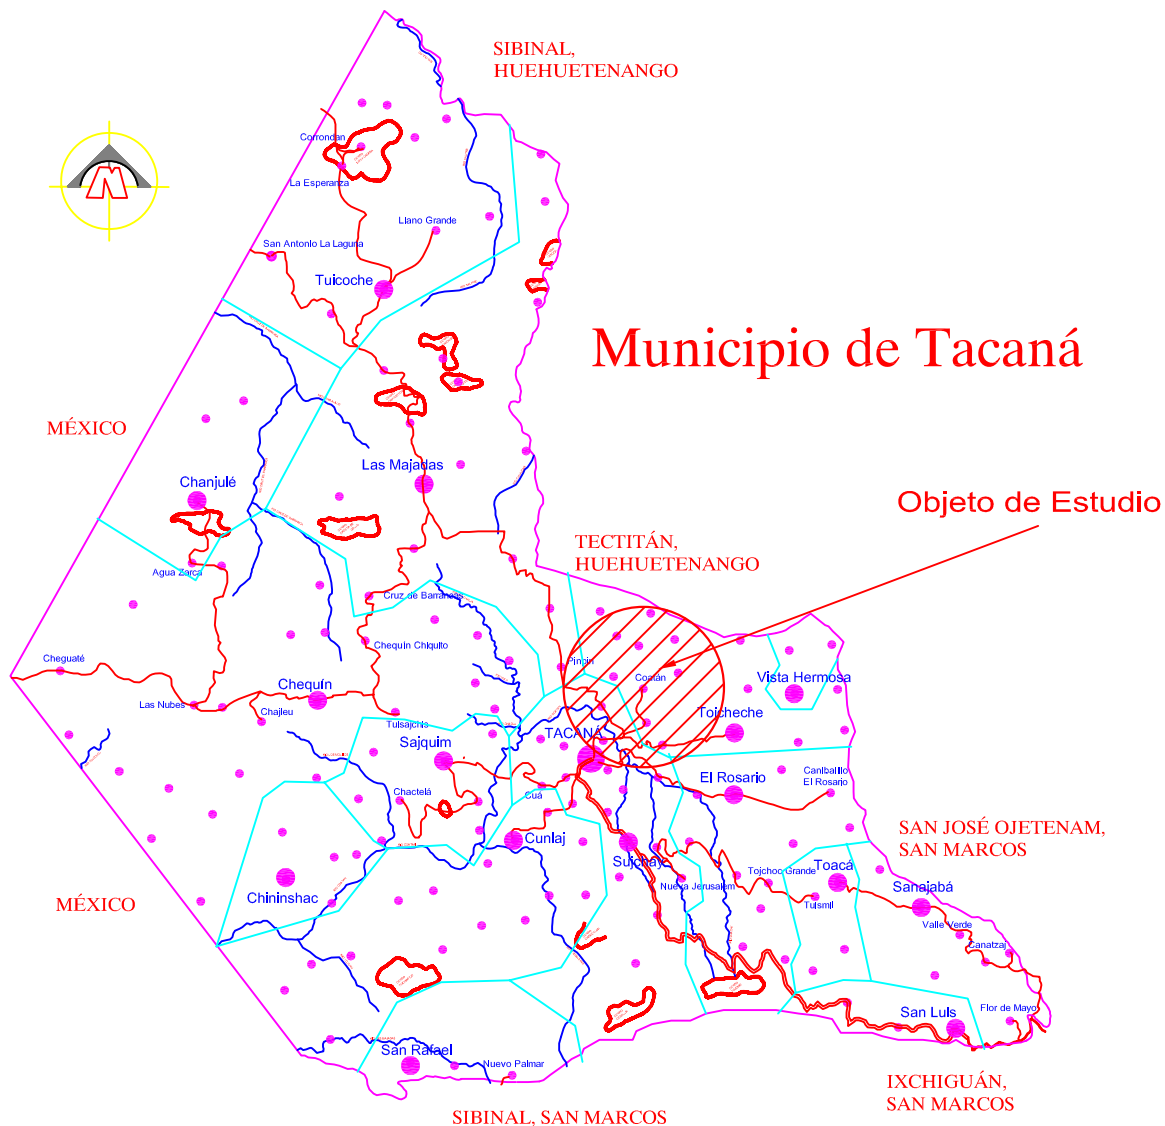 SIBINAL,
HUEHUETENANGO
Corrondan
La Esperanza
Llano Grande
San Antonio La Laguna
Tuicoche
Municipio de Tacaná
MÉXICO
Las Majadas
Chanjulé
Objeto de Estudio
TECTITÁN,
HUEHUETENANGO
Agua Zarca
Cruz de Barrancas
Chequín Chiquito
Cheguaté
Pinpin
Coatán
Vista Hermosa
Chequín
Las Nubes
Chajleu
Tuisajchis
Toicheche
TACANÁ
Sajquim
El Rosario
Cantbalillo
El Rosario
Chactelá
Cuá
SAN JOSÉ OJETENAM,
SAN MARCOS
Cunlaj
Sujchay
Tojchoc Grande
Toacá
Chininshac
Nueva Jerusalem
Sanajabá
MÉXICO
Tuismil
Valle Verde
Canatzaj
San Luis
Flor de Mayo
San Rafael
Nuevo Palmar
IXCHIGUÁN,
SAN MARCOS
SIBINAL, SAN MARCOS